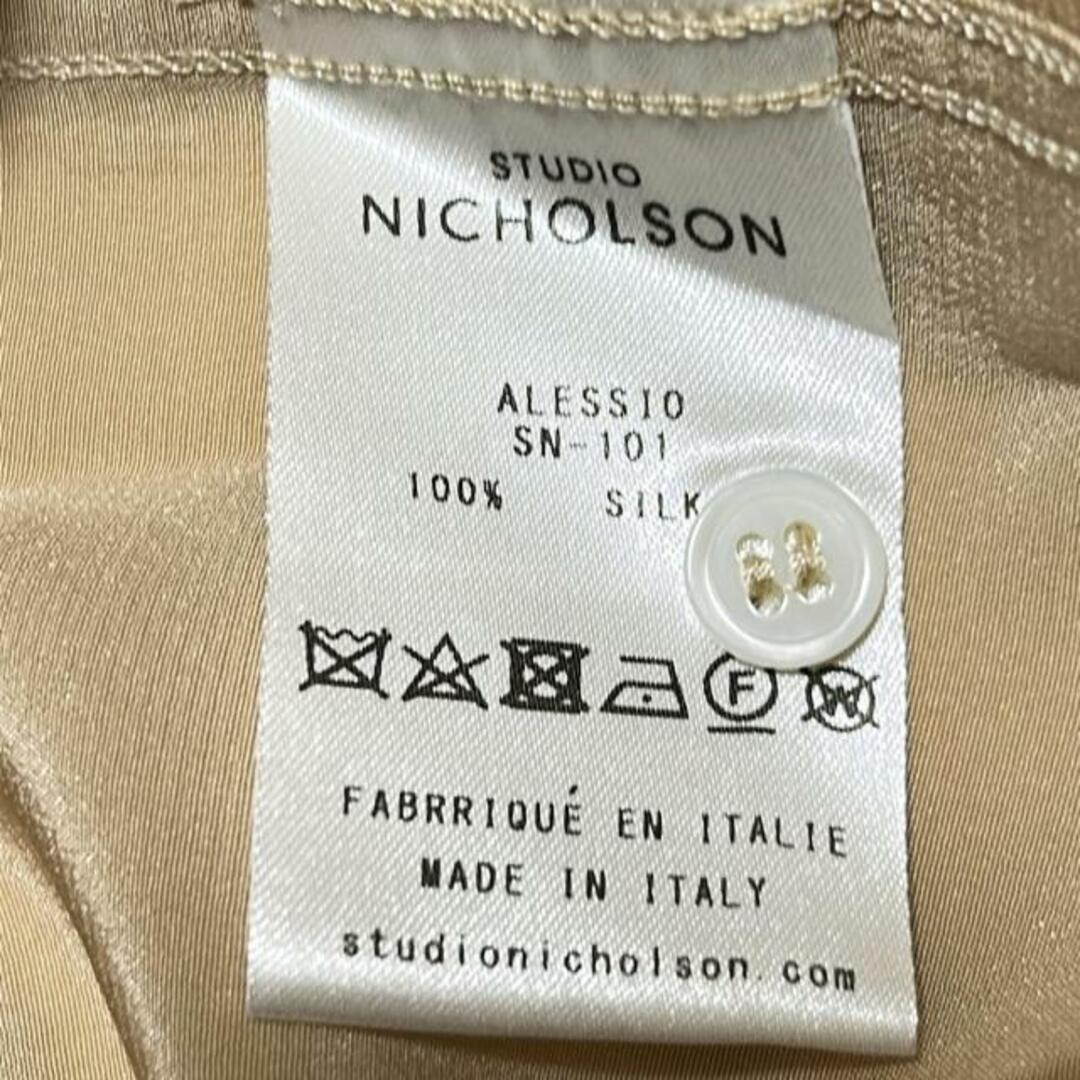 STUDIO
NICHOLSON
ALESSIO
SN-101
100% SILK
F W
FABRRIQUÉ EN ITALIE
MADE IN ITALY
studionicholson.com